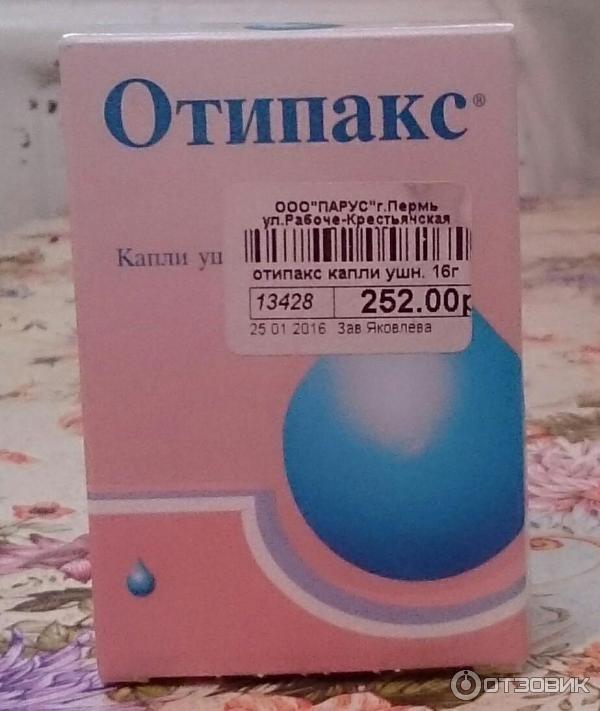 Отипакс®
ООО"ПАРУС"г.Пермь
ул.Рабоче-Крестьянская
Капли уш
отипакс капли ушн. 16г
13428 252.00р
25 01 2016 Зав Яковлева
ОТЗОВИК